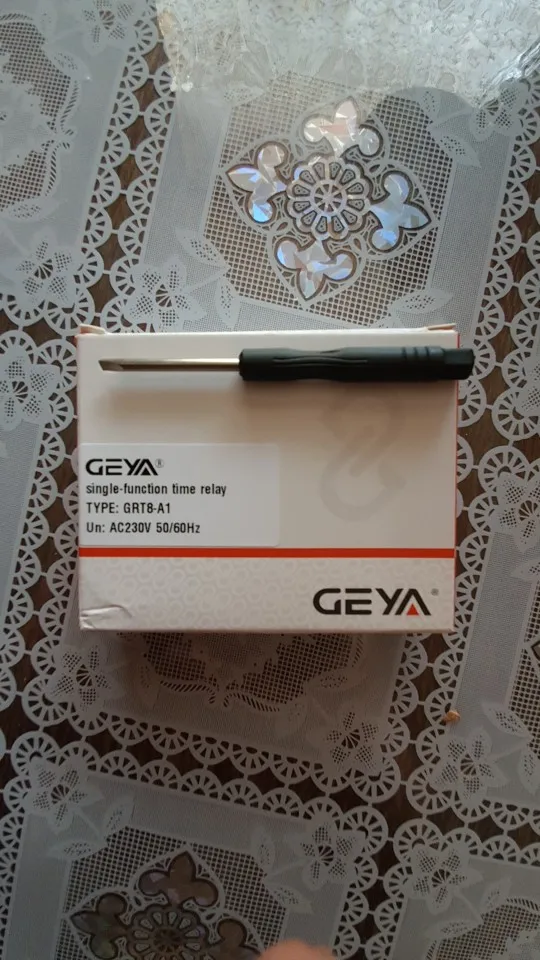 GEYA®
single-function time relay
TYPE: GRT8-A1
Un: AC230V 50/60Hz
GEYA®